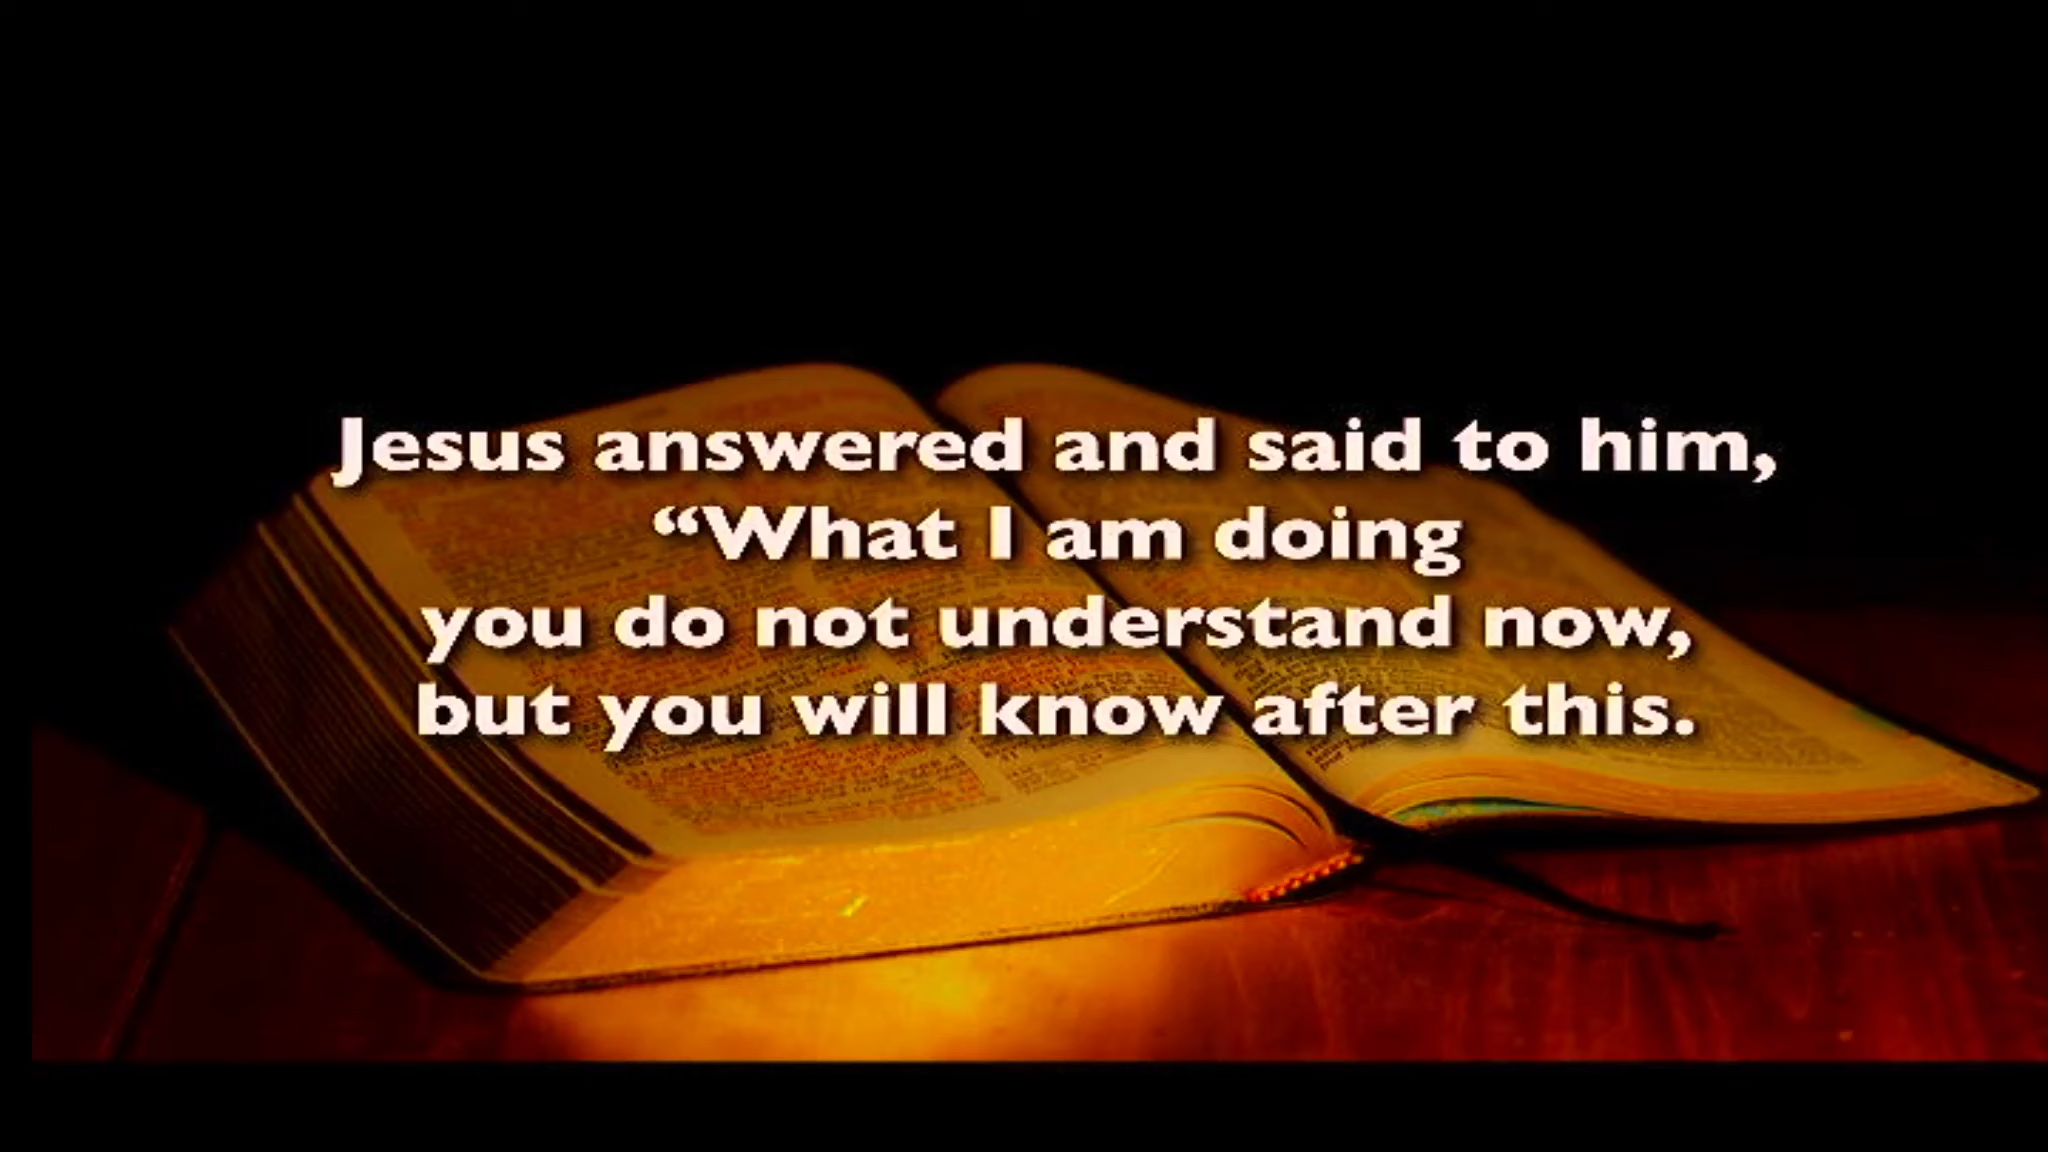 Jesus answered and said to him,
“What I am doing
you do not understand now,
but you will know after this.